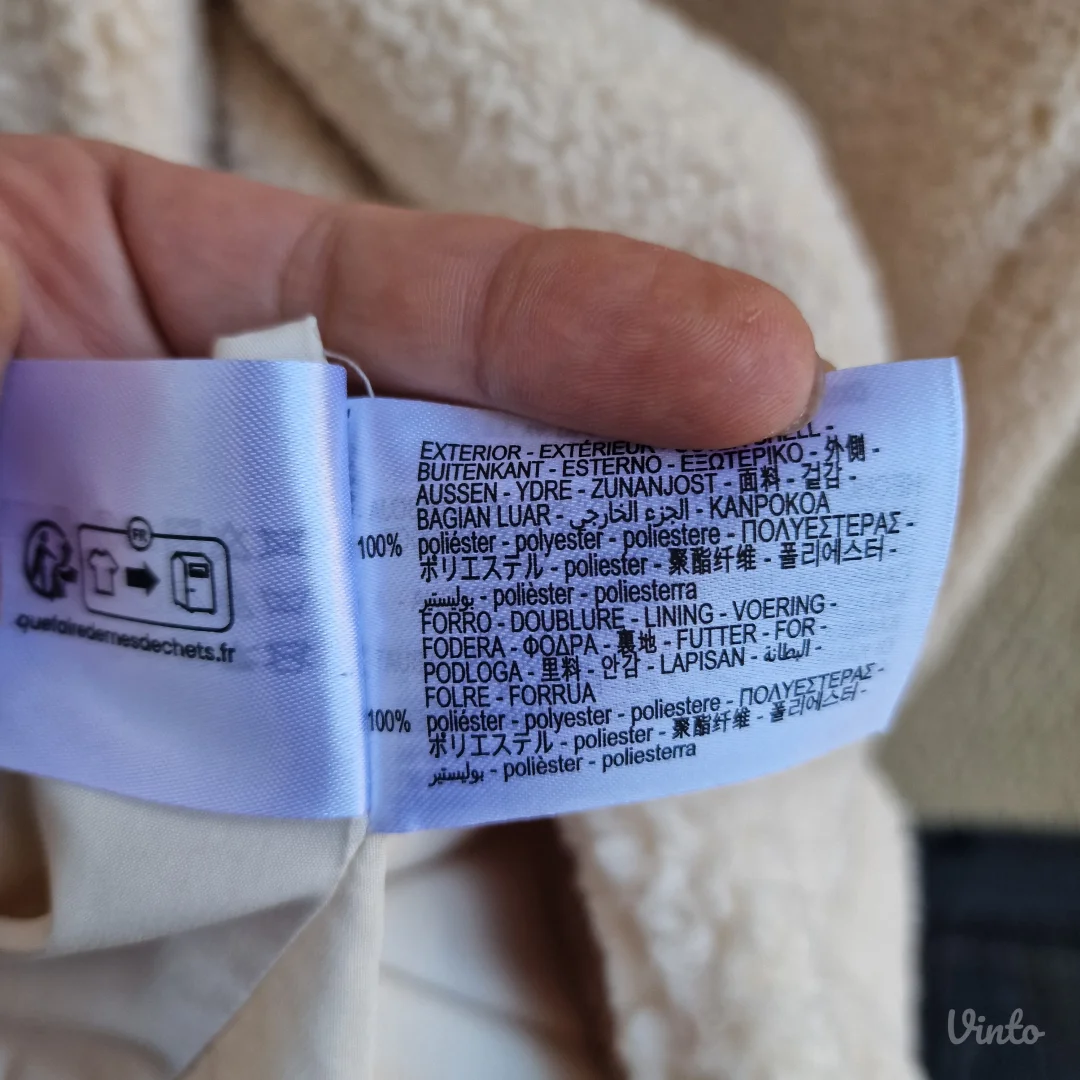 FR
quefairedemesdechets.fr
EXTERIOR - EXTÉRIEUR SHELL -
BUITENKANT - ESTERNO - ΕΞΩΤΕΡΙΚΟ - 外側 -
AUSSEN - YDRE - ZUNANJOST - 面料 - 겉감 -
BAGIAN LUAR - الجزء الخارجي - KANPOKOA
100% poliéster - polyester - poliestere - ΠΟΛΥΕΣΤΕΡΑΣ -
ポリエステル - poliester - 聚酯纤维 - 폴리에스터 -
بوليستير - polièster - poliesterra
FORRO - DOUBLURE - LINING - VOERING -
FODERA - ΦΟΔΡΑ - 裏地 - FUTTER - FOR -
PODLOGA - 里料 - 안감 - LAPISAN - البطانة -
FOLRE - FORRUA
100% poliéster - polyester - poliestere - ΠΟΛΥΕΣΤΕΡΑΣ -
ポリエステル - poliester - 聚酯纤维 - 폴리에스터 -
بوليستير - polièster - poliesterra
Vinto